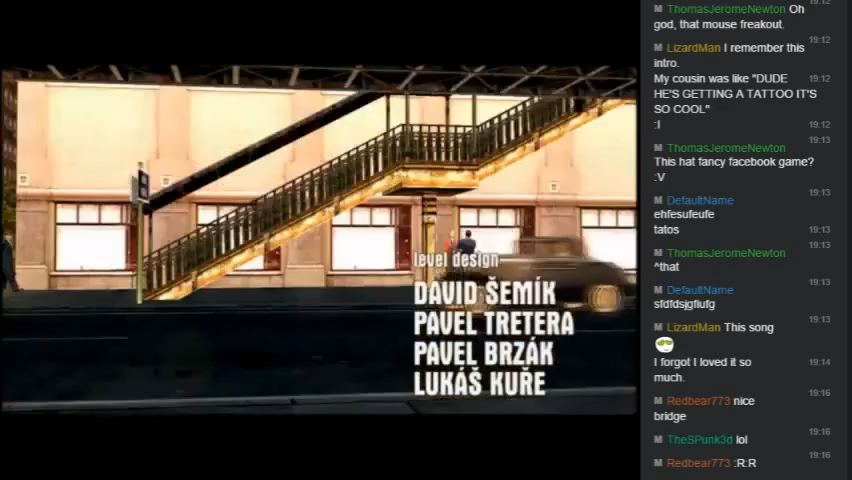 level design
DAVID ŠEMÍK
PAVEL TRETERA
PAVEL BRZÁK
LUKÁŠ KUŘE
19:12
M ThomasJeromeNewton Oh
god, that mouse freakout.
M LizardMan I remember this 19:12
intro.
My cousin was like "DUDE 19:12
HE'S GETTING A TATTOO IT'S
SO COOL"
:I 19:12
M ThomasJeromeNewton 19:13
This hat fancy facebook game?
:V
M DefaultName 19:13
ehfesufeufe
tatos 19:13
M ThomasJeromeNewton 19:13
^that
M DefaultName 19:13
sfdfdsjgfiufg
M LizardMan This song 19:13
I forgot I loved it so 19:14
much.
M Redbear773 nice 19:16
bridge
M TheSPunk3d lol 19:16
M Redbear773 :R:R 19:16